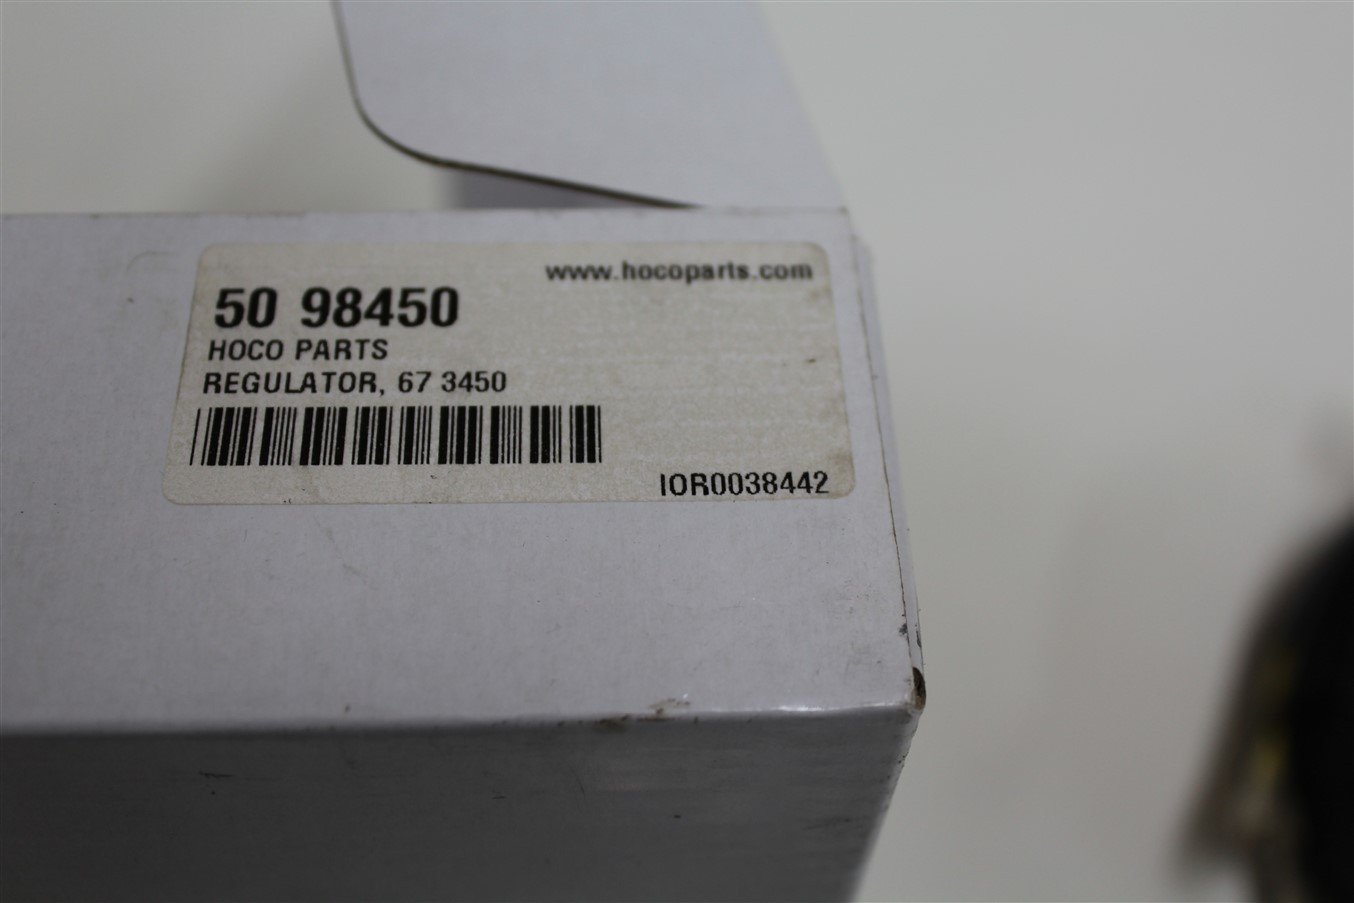 www.hocoparts.com
50 98450
HOCO PARTS
REGULATOR, 67 3450
IOR0038442